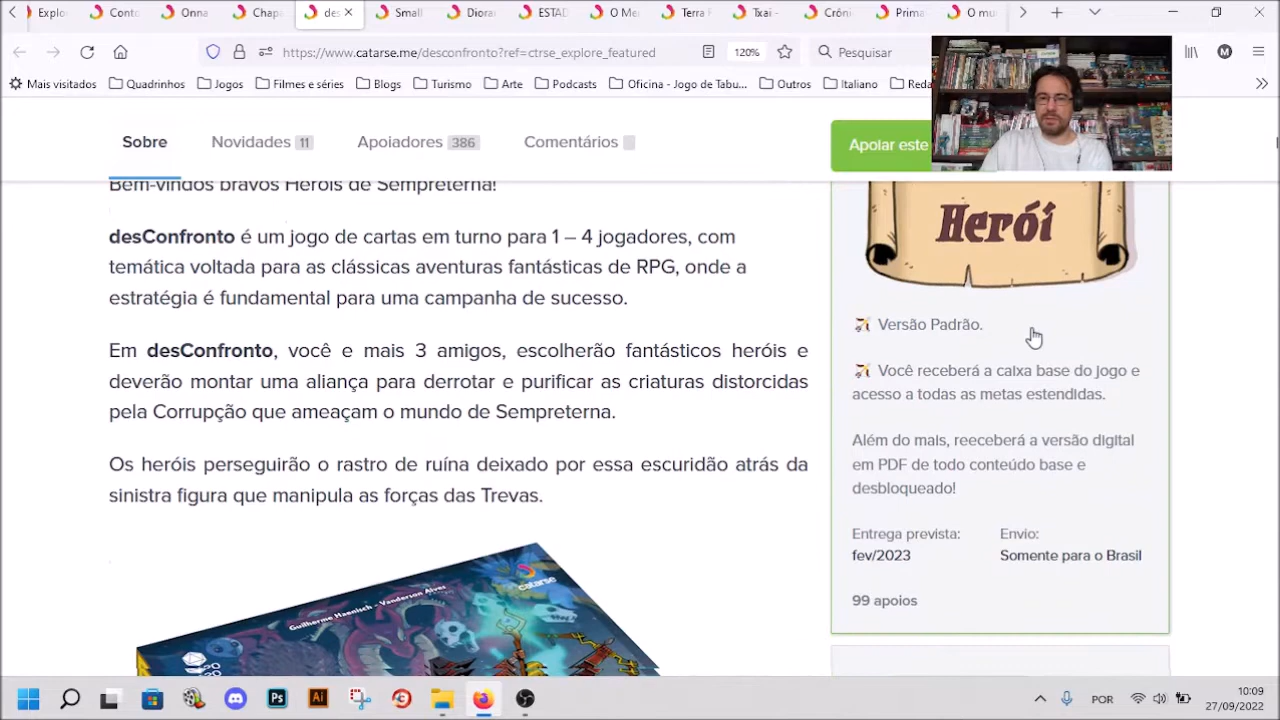 Explo
Conto
Onna
Chape
des
Small
Diora
ESTAD
O Me
Terra
Txai -
Crôni
Prima
O mu
https://www.catarse.me/desconfronto?ref=ctrse_explore_featured
120%
Pesquisar
M
Mais visitados
Quadrinhos
Jogos
Filmes e séries
Blogs
Turismo
Arte
Podcasts
Oficina - Jogo de Tabu...
Outros
Italiano
Reda
Sobre
Novidades 11
Apoiadores 386
Comentários
Apoiar este
Bem-vindos bravos Heróis de Sempreterna!
desConfronto é um jogo de cartas em turno para 1 – 4 jogadores, com
temática voltada para as clássicas aventuras fantásticas de RPG, onde a
estratégia é fundamental para uma campanha de sucesso.
Em desConfronto, você e mais 3 amigos, escolherão fantásticos heróis e
deverão montar uma aliança para derrotar e purificar as criaturas distorcidas
pela Corrupção que ameaçam o mundo de Sempreterna.
Os heróis perseguirão o rastro de ruína deixado por essa escuridão atrás da
sinistra figura que manipula as forças das Trevas.
Guilherme Haenisch - Vanderson Alves
catarse
Herói
Versão Padrão.
Você receberá a caixa base do jogo e
acesso a todas as metas estendidas.
Além do mais, reeceberá a versão digital
em PDF de todo conteúdo base e
desbloqueado!
Entrega prevista:
fev/2023
Envio:
Somente para o Brasil
99 apoios
Ps
Ai
POR
10:09
27/09/2022